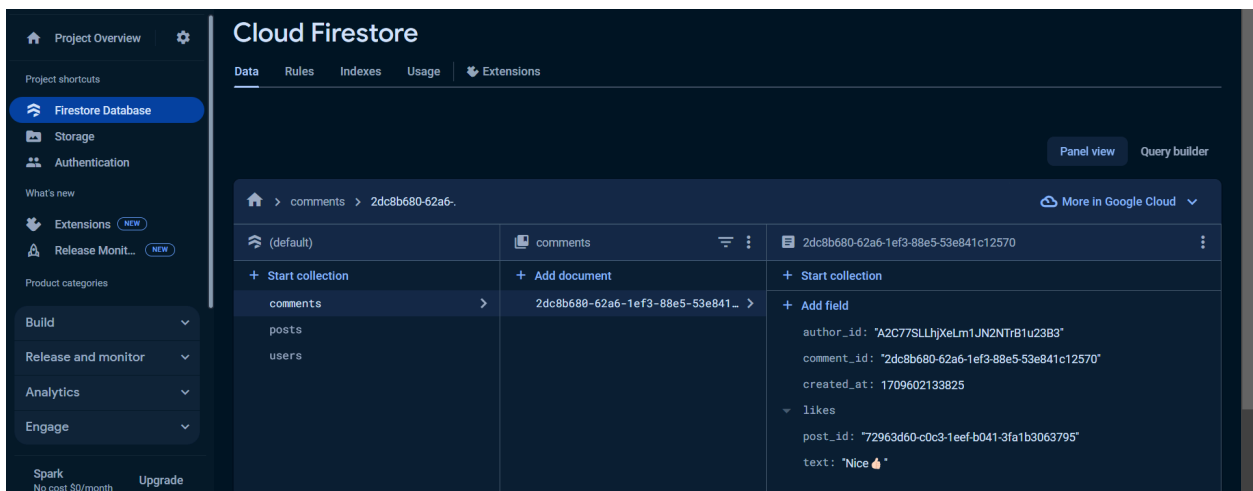 Project Overview
Project shortcuts
Firestore Database
Storage
Authentication
What's new
Extensions NEW
Release Monit... NEW
Product categories
Build
Release and monitor
Analytics
Engage
Spark
No cost $0/month
Upgrade
Cloud Firestore
Data Rules Indexes Usage Extensions
Panel view Query builder
> comments > 2dc8b680-62a6-.
More in Google Cloud
(default)
+ Start collection
comments >
posts
users
comments
+ Add document
2dc8b680-62a6-1ef3-88e5-53e841… >
2dc8b680-62a6-1ef3-88e5-53e841c12570
+ Start collection
+ Add field
author_id: "A2C77SLLhjXeLm1JN2NTrB1u23B3"
comment_id: "2dc8b680-62a6-1ef3-88e5-53e841c12570"
created_at: 1709602133825
likes
post_id: "72963d60-c0c3-1eef-b041-3fa1b3063795"
text: "Nice👍🏻"